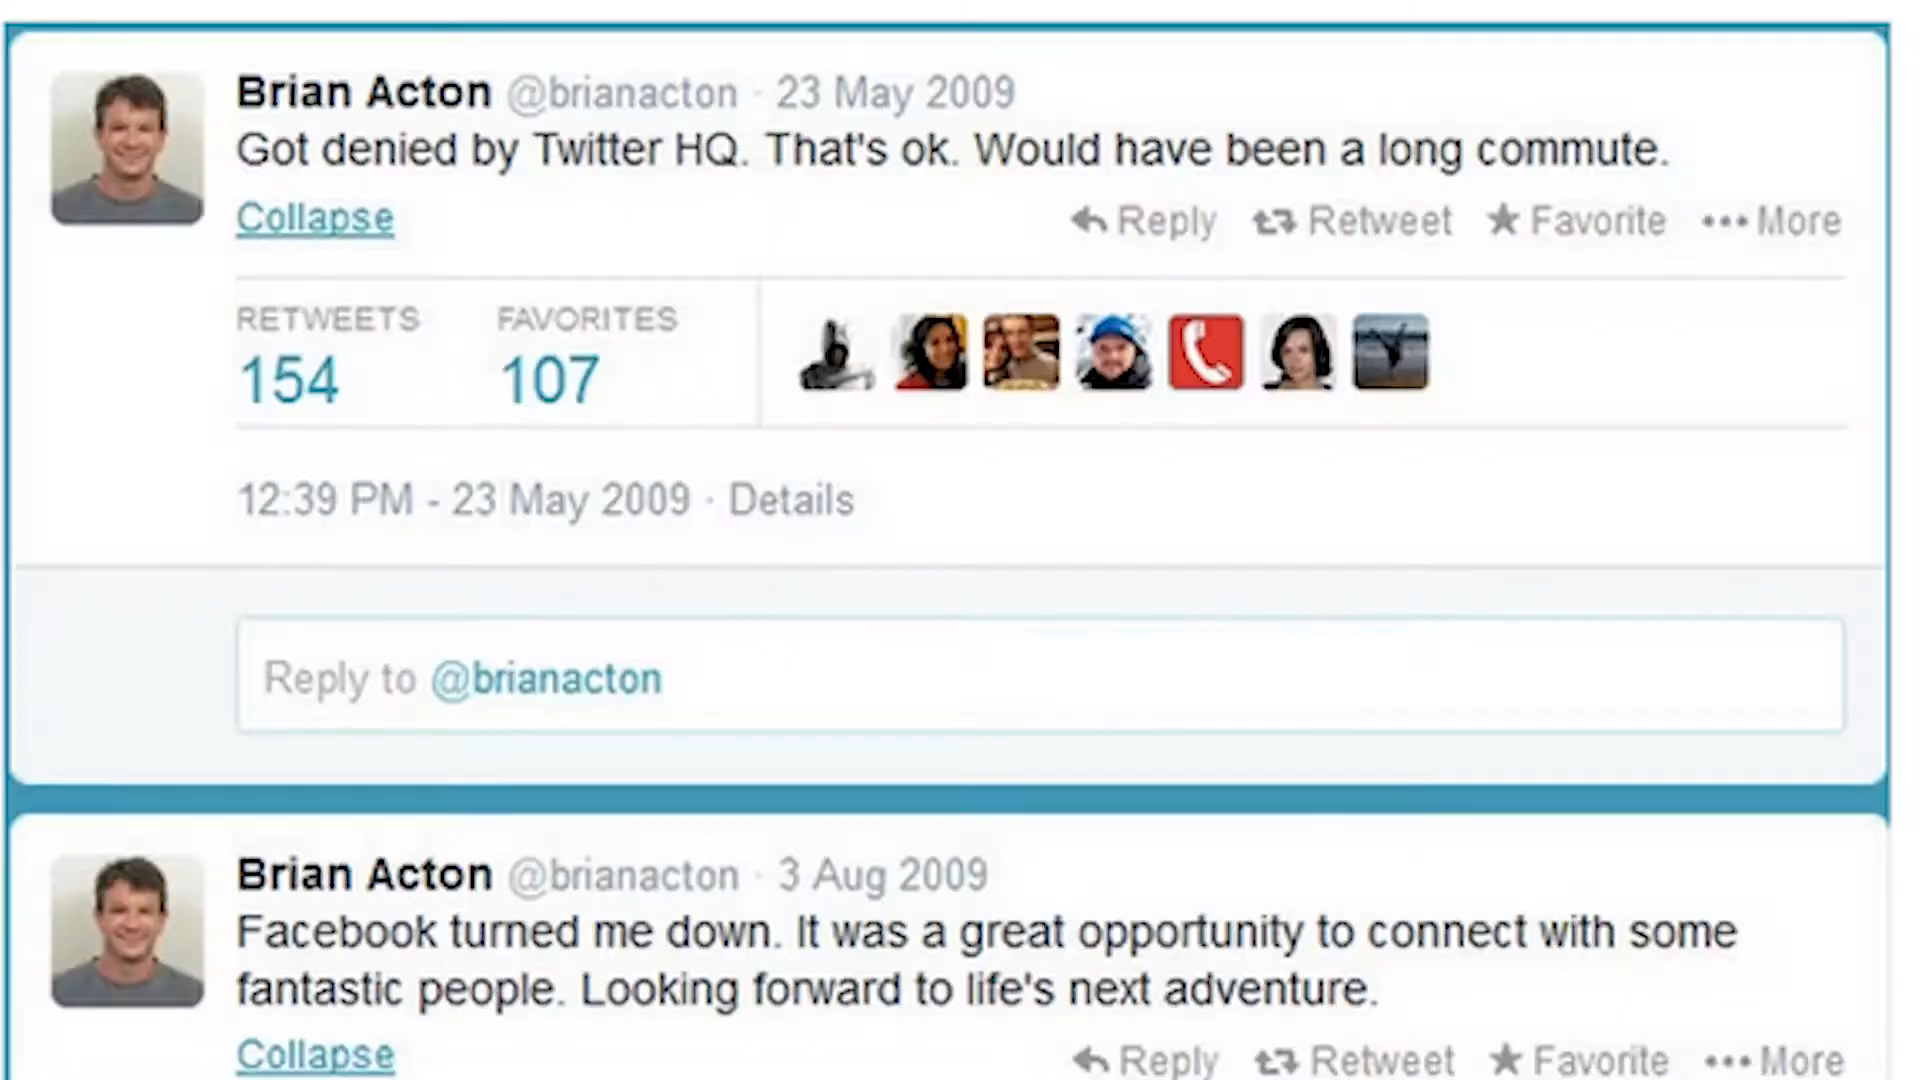 Brian Acton @brianacton · 23 May 2009
Got denied by Twitter HQ. That's ok. Would have been a long commute.
Collapse Reply Retweet Favorite More
RETWEETS FAVORITES
154 107
12:39 PM - 23 May 2009 · Details
Reply to @brianacton
Brian Acton @brianacton · 3 Aug 2009
Facebook turned me down. It was a great opportunity to connect with some
fantastic people. Looking forward to life's next adventure.
Collapse Reply Retweet Favorite More